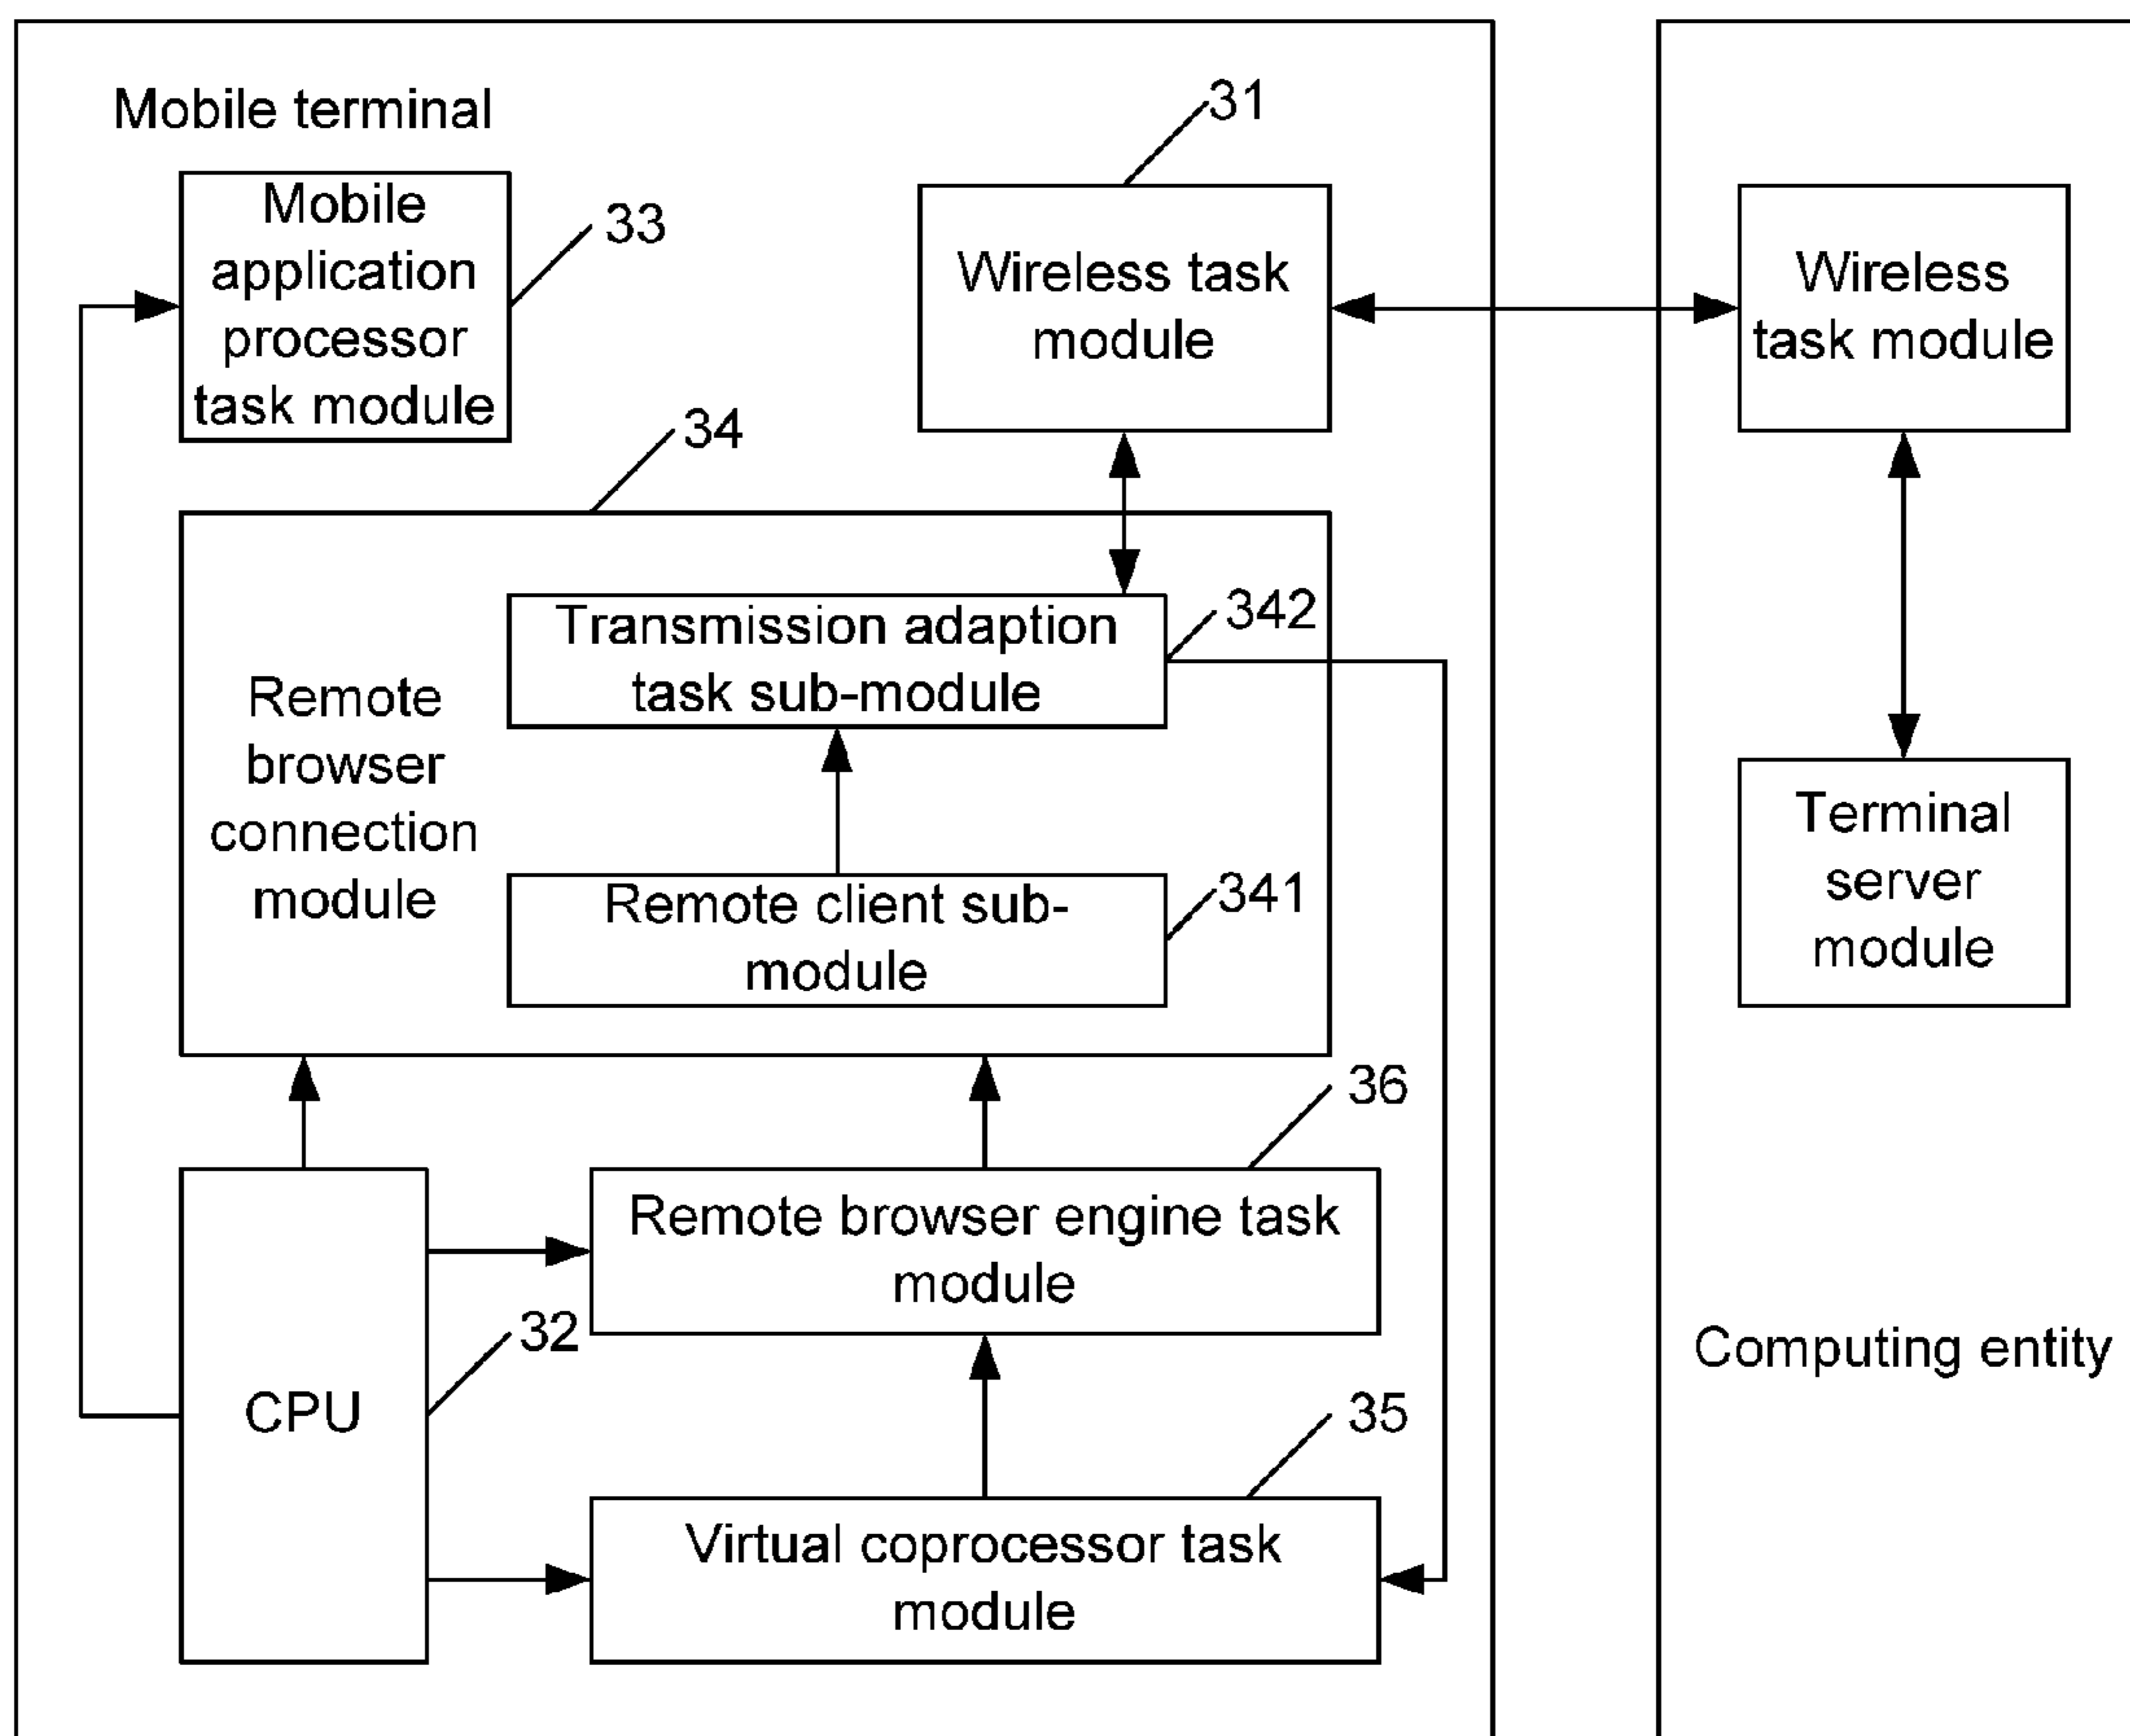 Mobile terminal
31
Mobile
application
processor
task module
33
Wireless task
module
Wireless
task module
34
Transmission adaption
task sub-module
342
Remote
browser
connection
module
Remote client sub-
module
341
Terminal
server
module
36
Remote browser engine task
module
32
CPU
Computing entity
35
Virtual coprocessor task
module